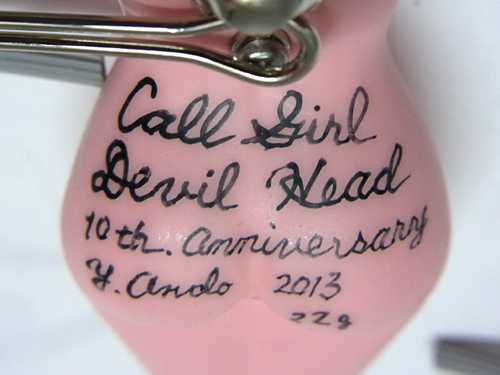 Call Girl
Devil Head
10th. anniversary
Y. Ando 2013
22g